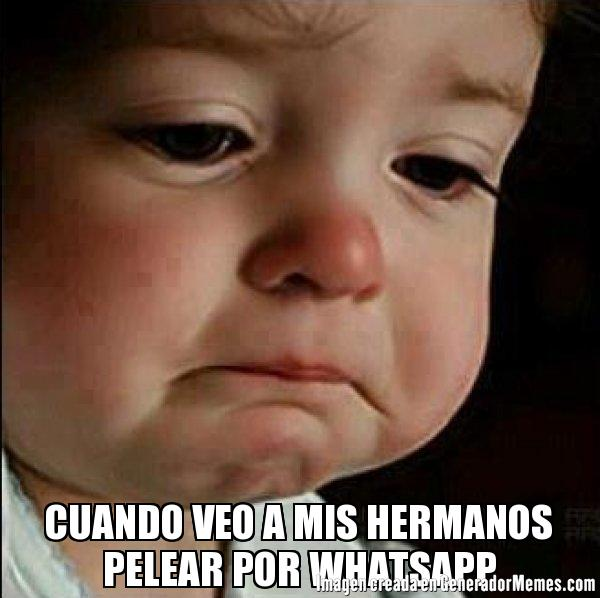 CUANDO VEO A MIS HERMANOS
PELEAR POR WHATSAPP
Imagen creada en GeneradorMemes.com